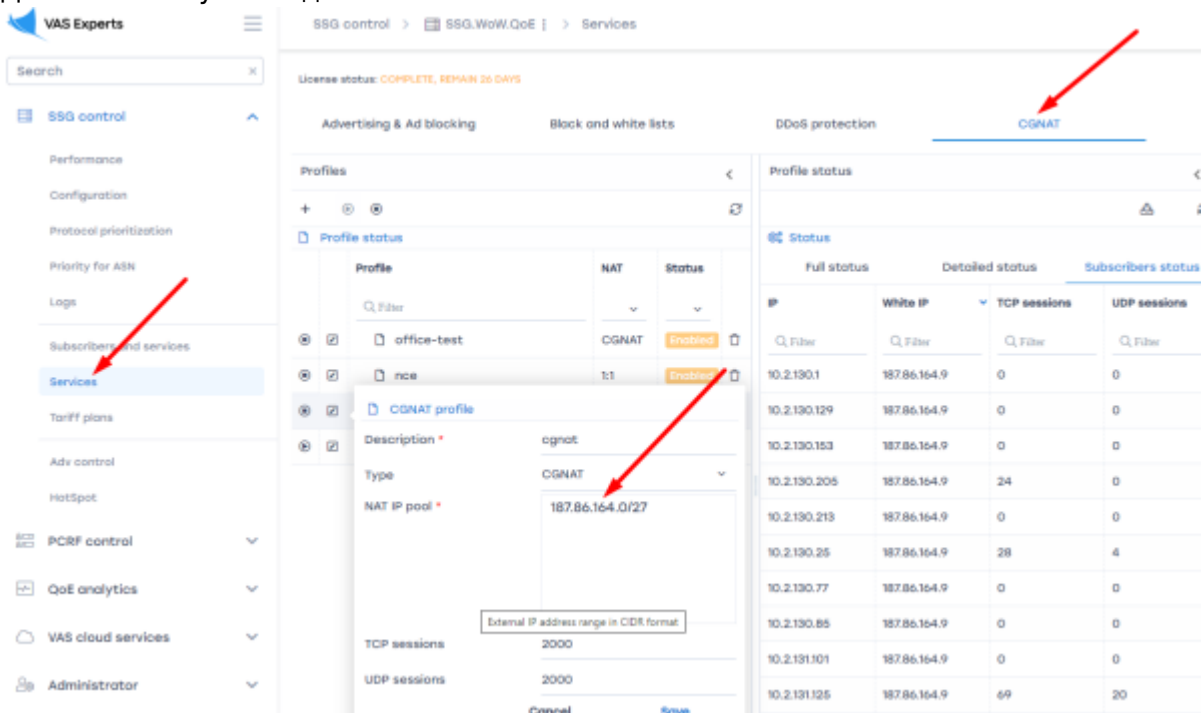 VAS Experts
SSG control > SSG.WoW.QoE > Services
Search
License status: COMPLETE, REMAIN 26 DAYS
SSG control
Advertising & Ad blocking
Black and white lists
DDoS protection
CGNAT
Performance
Configuration
Protocol prioritization
Priority for ASN
Logs
Subscribers and services
Services
Tariff plans
Adv control
HotSpot
PCRF control
QoE analytics
VAS cloud services
Administrator
Profiles
Profile status
Profile NAT Status
Filter
office-test CGNAT Enabled
nce 1:1 Enabled
CGNAT profile
Description * cgnat
Type CGNAT
NAT IP pool * 187.86.164.0/27
External IP address range in CIDR format
TCP sessions 2000
UDP sessions 2000
Cancel Save
Profile status
Status
Full status Detailed status Subscribers status
IP White IP TCP sessions UDP sessions
Filter Filter Filter Filter
10.2.130.1 187.86.164.9 0 0
10.2.130.129 187.86.164.9 0 0
10.2.130.153 187.86.164.9 0 0
10.2.130.205 187.86.164.9 24 0
10.2.130.213 187.86.164.9 0 0
10.2.130.25 187.86.164.9 28 4
10.2.130.77 187.86.164.9 0 0
10.2.130.85 187.86.164.9 0 0
10.2.131.101 187.86.164.9 0 0
10.2.131.125 187.86.164.9 69 20